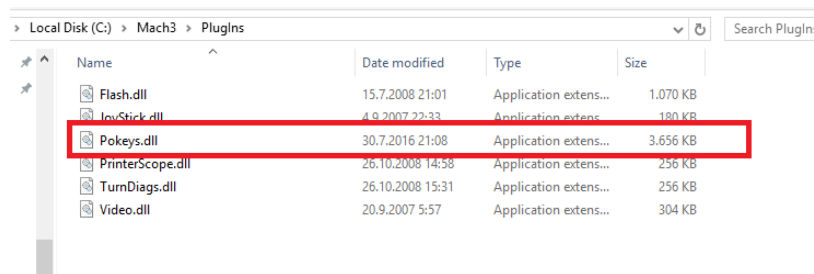 > Local Disk (C:) > Mach3 > PlugIns Search PlugIns
Name Date modified Type Size
Flash.dll 15.7.2008 21:01 Application extens... 1.070 KB
JoyStick.dll 4.9.2007 22:33 Application extens... 180 KB
Pokeys.dll 30.7.2016 21:08 Application extens... 3.656 KB
PrinterScope.dll 26.10.2008 14:58 Application extens... 256 KB
TurnDiags.dll 26.10.2008 15:31 Application extens... 256 KB
Video.dll 20.9.2007 5:57 Application extens... 304 KB